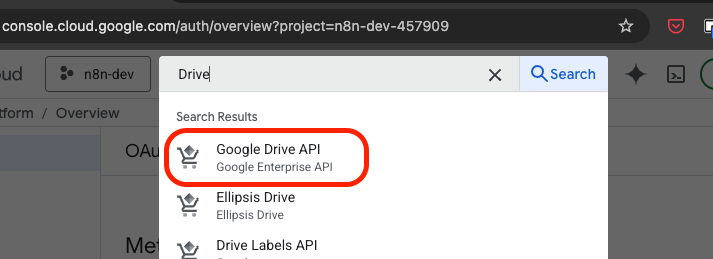 console.cloud.google.com/auth/overview?project=n8n-dev-457909
oud
n8n-dev
Drive
Search
tform / Overview
Search Results
OAu
Google Drive API
Google Enterprise API
Ellipsis Drive
Ellipsis Drive
Met
Drive Labels API